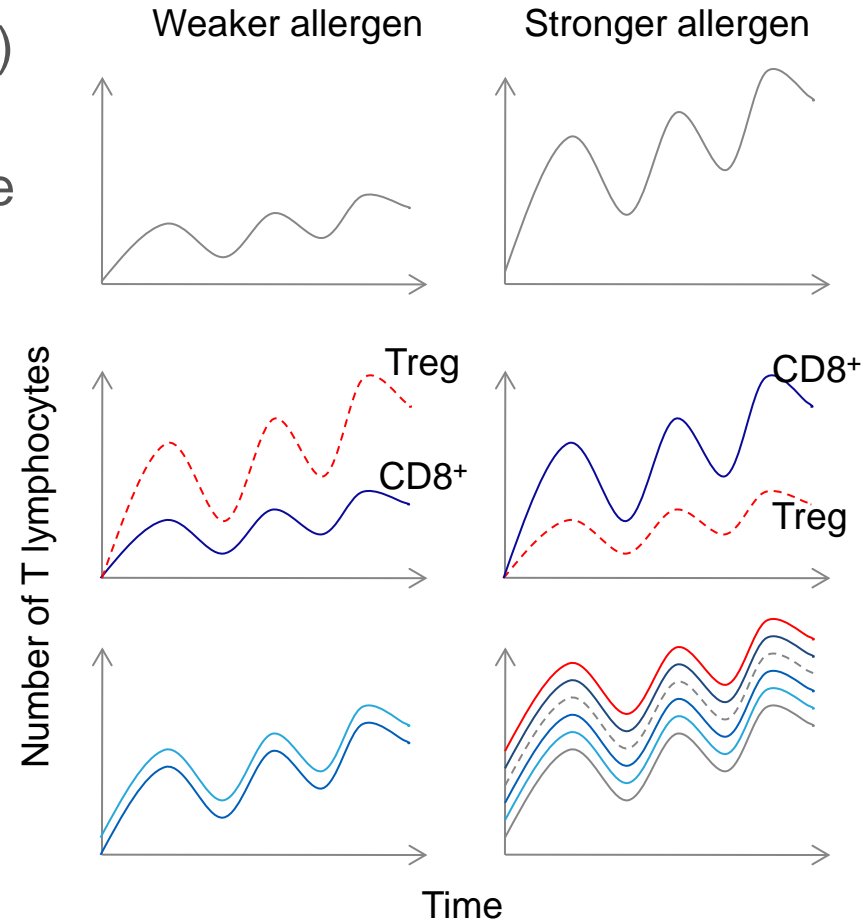 Weaker allergen
Stronger allergen
)
e
Treg
CD8⁺
CD8⁺
Treg
Number of T lymphocytes
Time